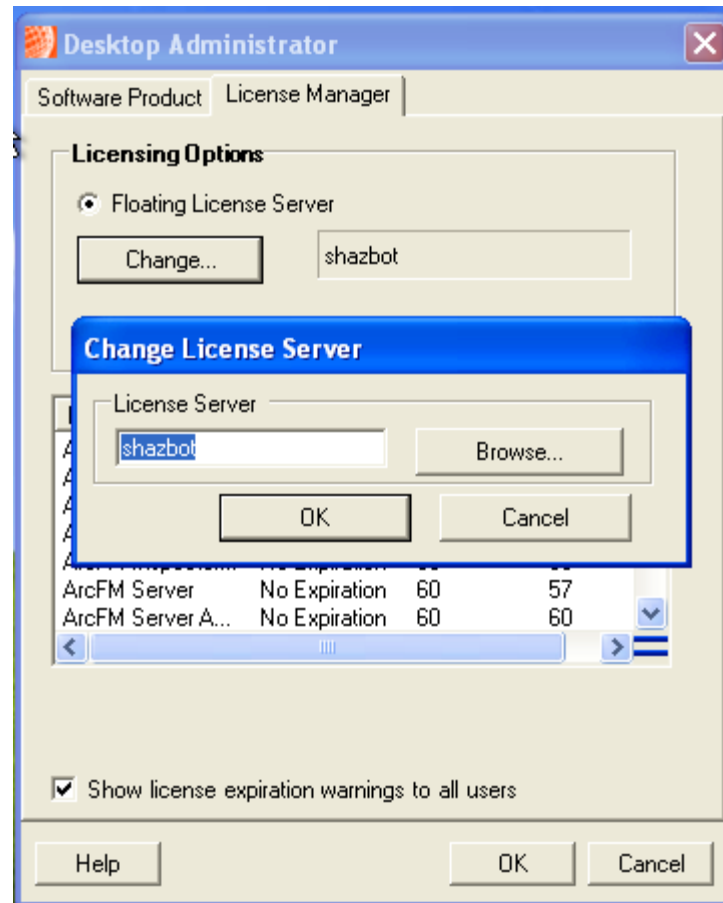 Desktop Administrator
Software Product License Manager
Licensing Options
Floating License Server
Change... shazbot
Change License Server
License Server
shazbot Browse...
OK Cancel
ArcFM Server No Expiration 60 57
ArcFM Server A... No Expiration 60 60
Show license expiration warnings to all users
Help OK Cancel